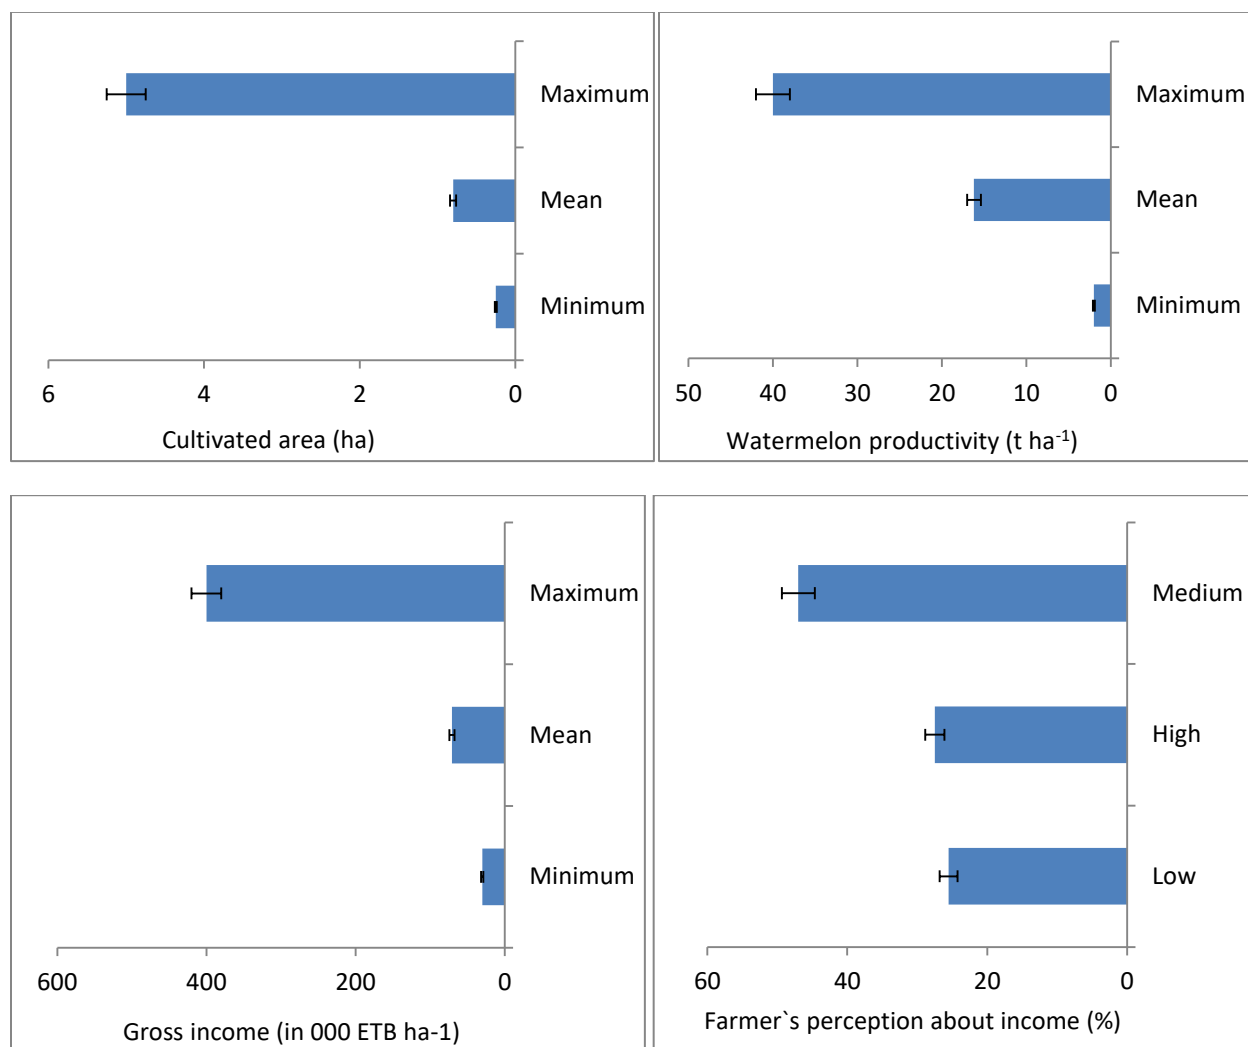 Maximum
Mean
Minimum
6 4 2 0
Cultivated area (ha)
Maximum
Mean
Minimum
50 40 30 20 10 0
Watermelon productivity (t ha⁻¹)
Maximum
Mean
Minimum
600 400 200 0
Gross income (in 000 ETB ha-1)
Medium
High
Low
60 40 20 0
Farmer`s perception about income (%)